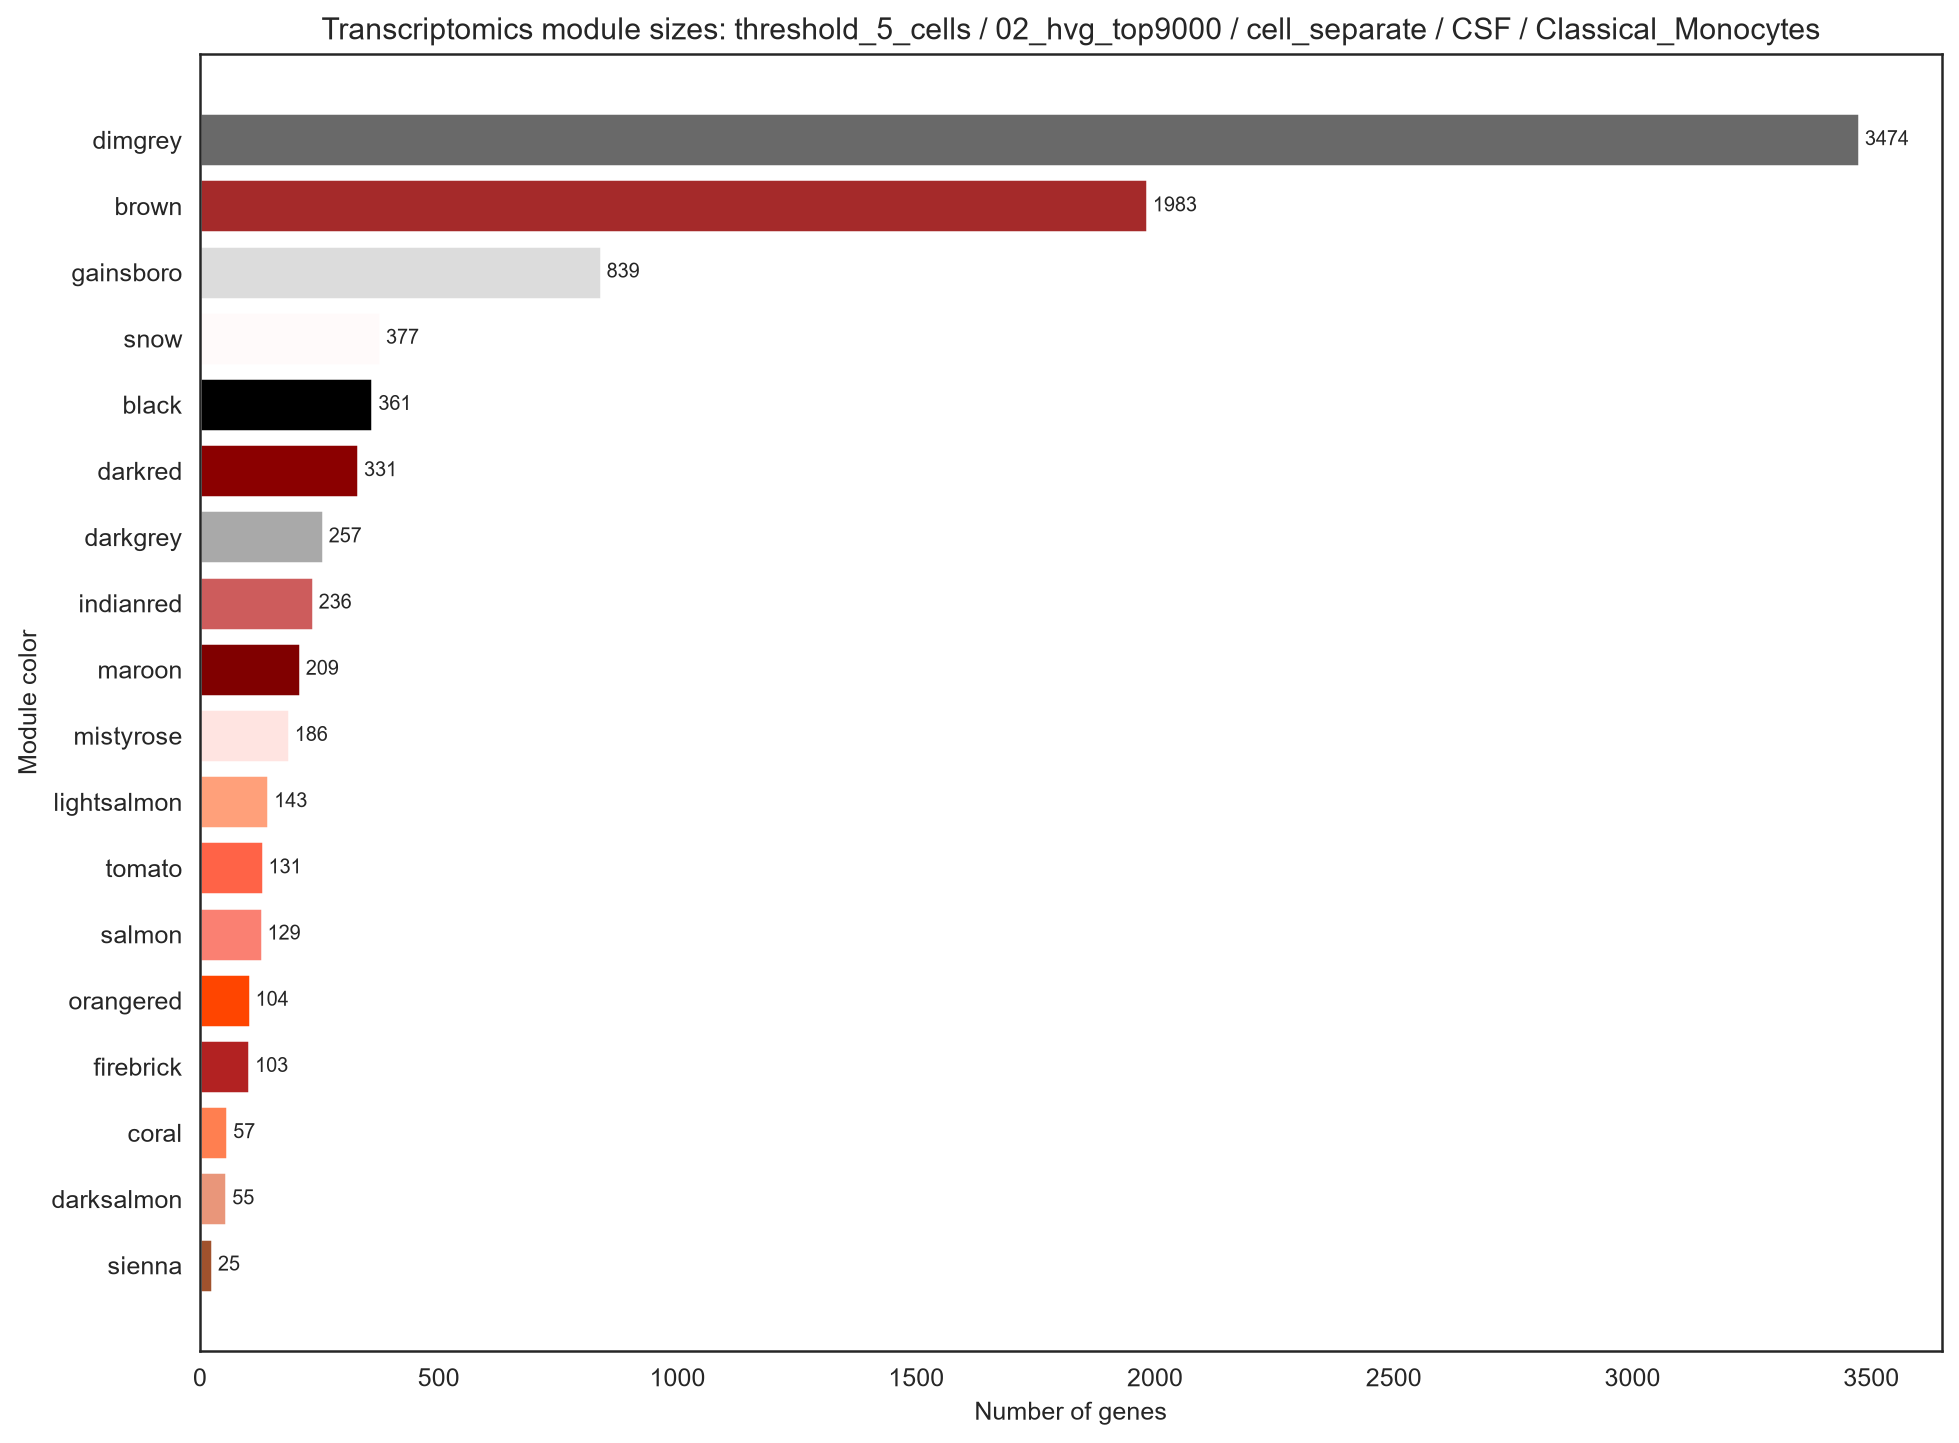 Transcriptomics module sizes: threshold_5_cells / 02_hvg_top9000 / cell_separate / CSF / Classical_Monocytes
Module color
dimgrey 3474
brown 1983
gainsboro 839
snow 377
black 361
darkred 331
darkgrey 257
indianred 236
maroon 209
mistyrose 186
lightsalmon 143
tomato 131
salmon 129
orangered 104
firebrick 103
coral 57
darksalmon 55
sienna 25
0 500 1000 1500 2000 2500 3000 3500
Number of genes